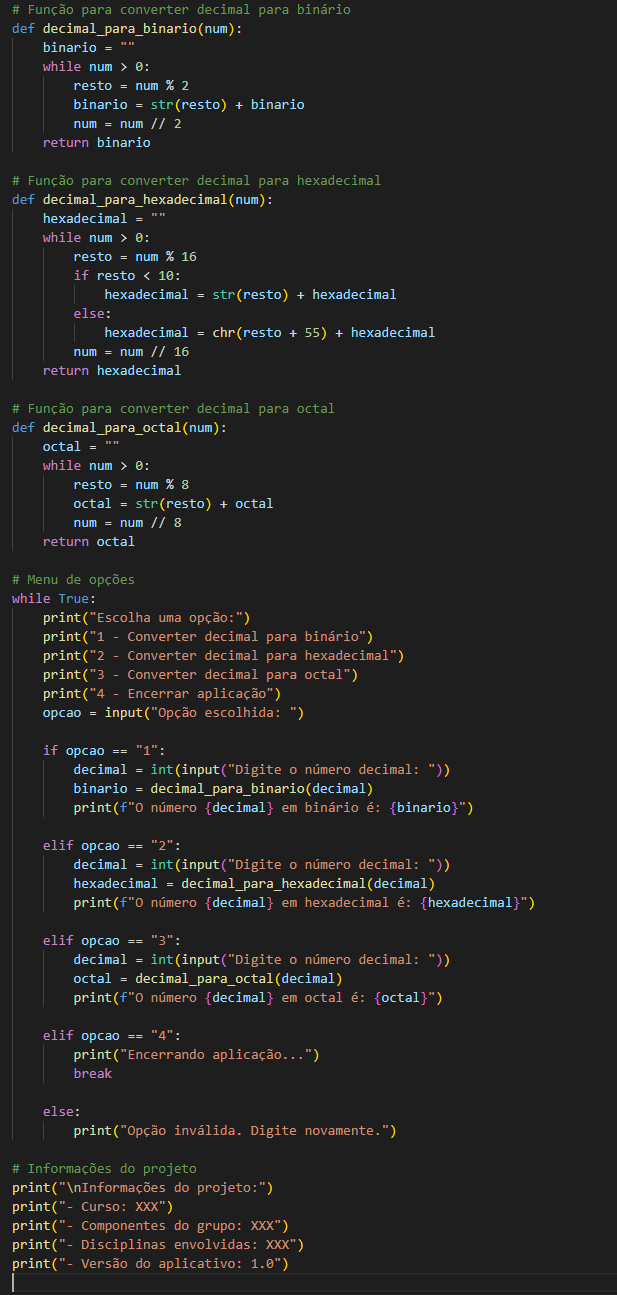 # Função para converter decimal para binário
def decimal_para_binario(num):
    binario = ""
    while num > 0:
        resto = num % 2
        binario = str(resto) + binario
        num = num // 2
    return binario

# Função para converter decimal para hexadecimal
def decimal_para_hexadecimal(num):
    hexadecimal = ""
    while num > 0:
        resto = num % 16
        if resto < 10:
            hexadecimal = str(resto) + hexadecimal
        else:
            hexadecimal = chr(resto + 55) + hexadecimal
        num = num // 16
    return hexadecimal

# Função para converter decimal para octal
def decimal_para_octal(num):
    octal = ""
    while num > 0:
        resto = num % 8
        octal = str(resto) + octal
        num = num // 8
    return octal

# Menu de opções
while True:
    print("Escolha uma opção:")
    print("1 - Converter decimal para binário")
    print("2 - Converter decimal para hexadecimal")
    print("3 - Converter decimal para octal")
    print("4 - Encerrar aplicação")
    opcao = input("Opção escolhida: ")

    if opcao == "1":
        decimal = int(input("Digite o número decimal: "))
        binario = decimal_para_binario(decimal)
        print(f"O número {decimal} em binário é: {binario}")

    elif opcao == "2":
        decimal = int(input("Digite o número decimal: "))
        hexadecimal = decimal_para_hexadecimal(decimal)
        print(f"O número {decimal} em hexadecimal é: {hexadecimal}")

    elif opcao == "3":
        decimal = int(input("Digite o número decimal: "))
        octal = decimal_para_octal(decimal)
        print(f"O número {decimal} em octal é: {octal}")

    elif opcao == "4":
        print("Encerrando aplicação...")
        break

    else:
        print("Opção inválida. Digite novamente.")

# Informações do projeto
print("\nInformações do projeto:")
print("- Curso: XXX")
print("- Componentes do grupo: XXX")
print("- Disciplinas envolvidas: XXX")
print("- Versão do aplicativo: 1.0")